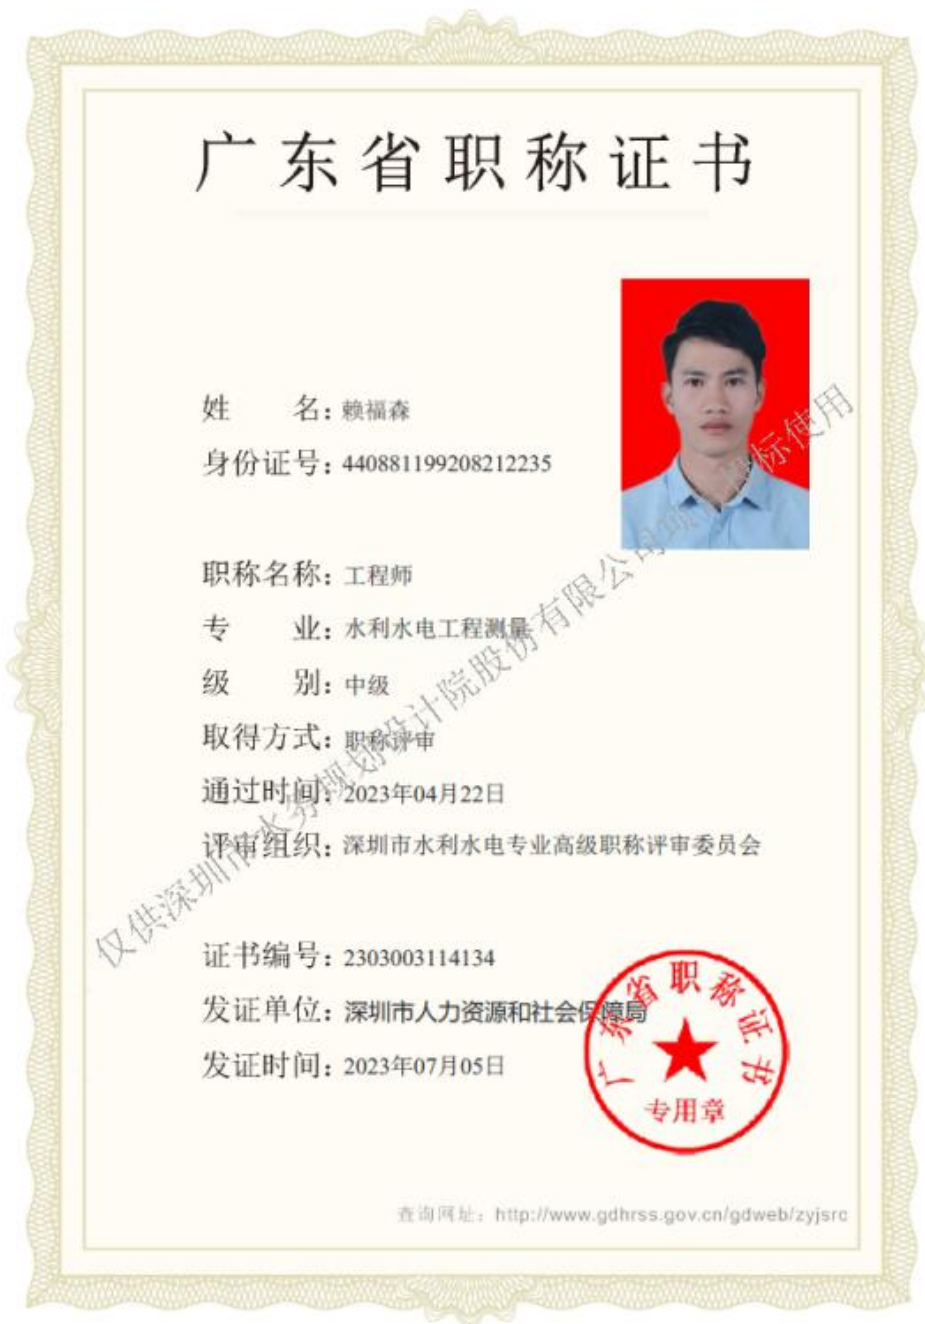 广东省职称证书
姓 名：赖福森
身份证号：440881199208212235
职称名称：工程师
专 业：水利水电工程测量
级 别：中级
取得方式：职称评审
通过时间：2023年04月22日
评审组织：深圳市水利水电专业高级职称评审委员会
证书编号：2303003114134
发证单位：深圳市人力资源和社会保障局
发证时间：2023年07月05日
广东省职称证书
专用章
查询网址：http://www.gdhrss.gov.cn/gdweb/zyjsrc
仅供深圳市水务规划设计院股份有限公司项目投标使用